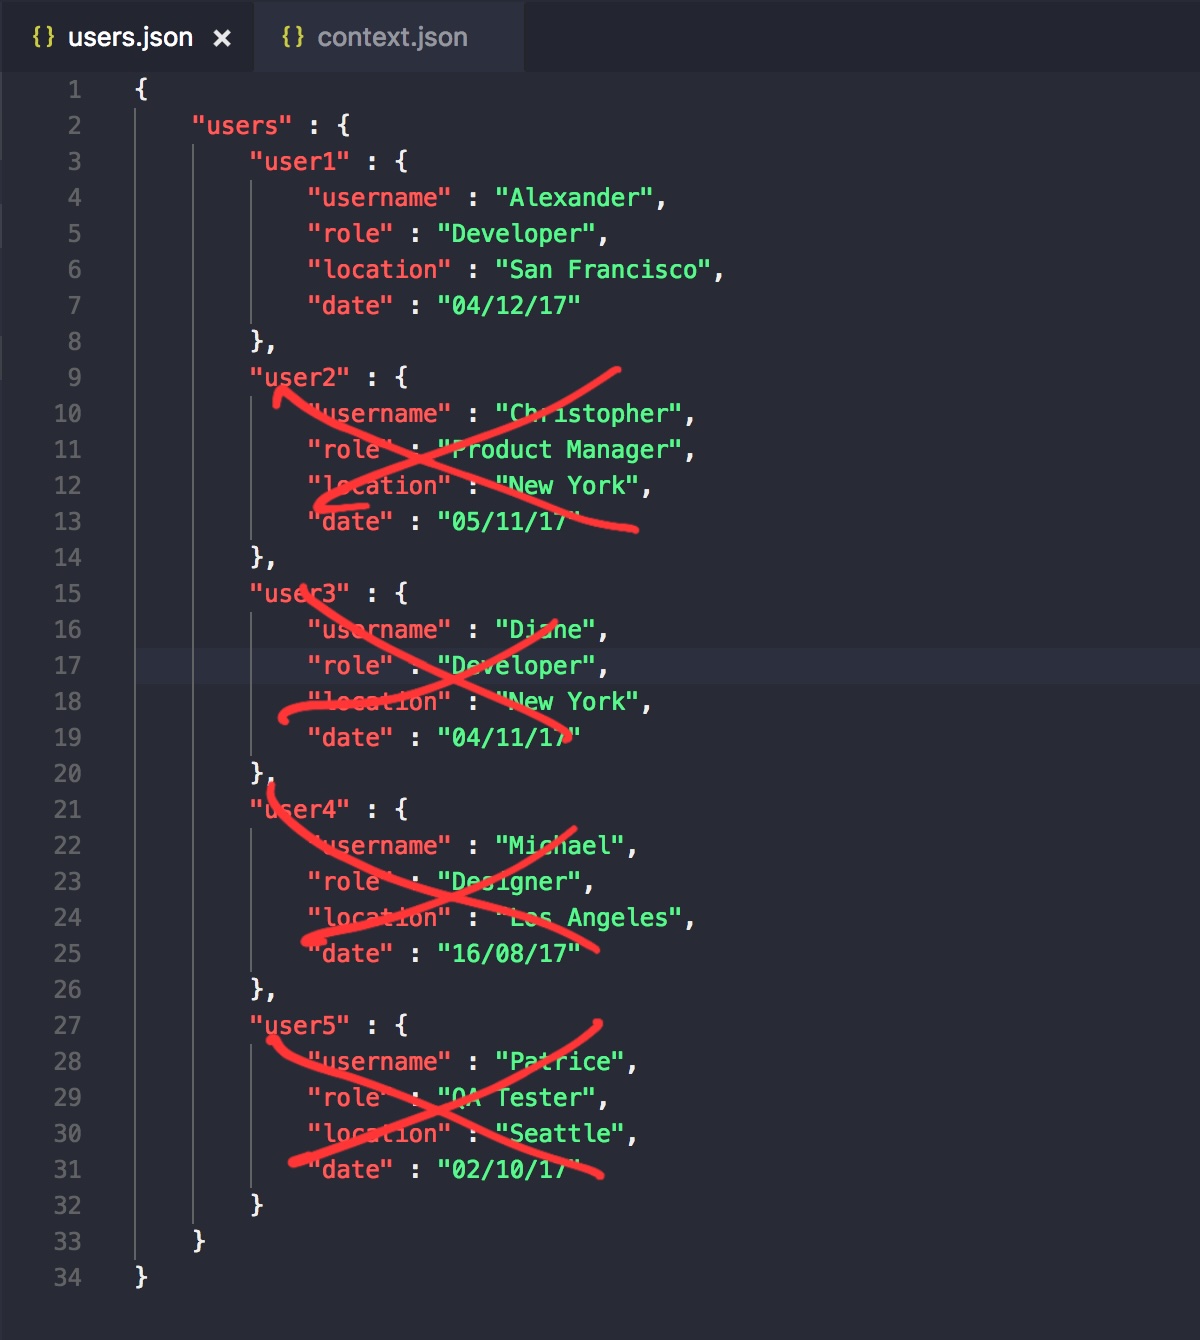 {} users.json × {} context.json
1 {
2 "users" : {
3 "user1" : {
4 "username" : "Alexander",
5 "role" : "Developer",
6 "location" : "San Francisco",
7 "date" : "04/12/17"
8 },
9 "user2" : {
10 "username" : "Christopher",
11 "role" : "Product Manager",
12 "location" : "New York",
13 "date" : "05/11/17"
14 },
15 "user3" : {
16 "username" : "Diane",
17 "role" : "Developer",
18 "location" : "New York",
19 "date" : "04/11/17"
20 },
21 "user4" : {
22 "username" : "Michael",
23 "role" : "Designer",
24 "location" : "Los Angeles",
25 "date" : "16/08/17"
26 },
27 "user5" : {
28 "username" : "Patrice",
29 "role" : "QA Tester",
30 "location" : "Seattle",
31 "date" : "02/10/17"
32 }
33 }
34 }